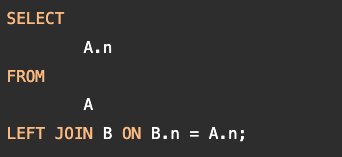 SELECT
A.n
FROM
A
LEFT JOIN B ON B.n = A.n;